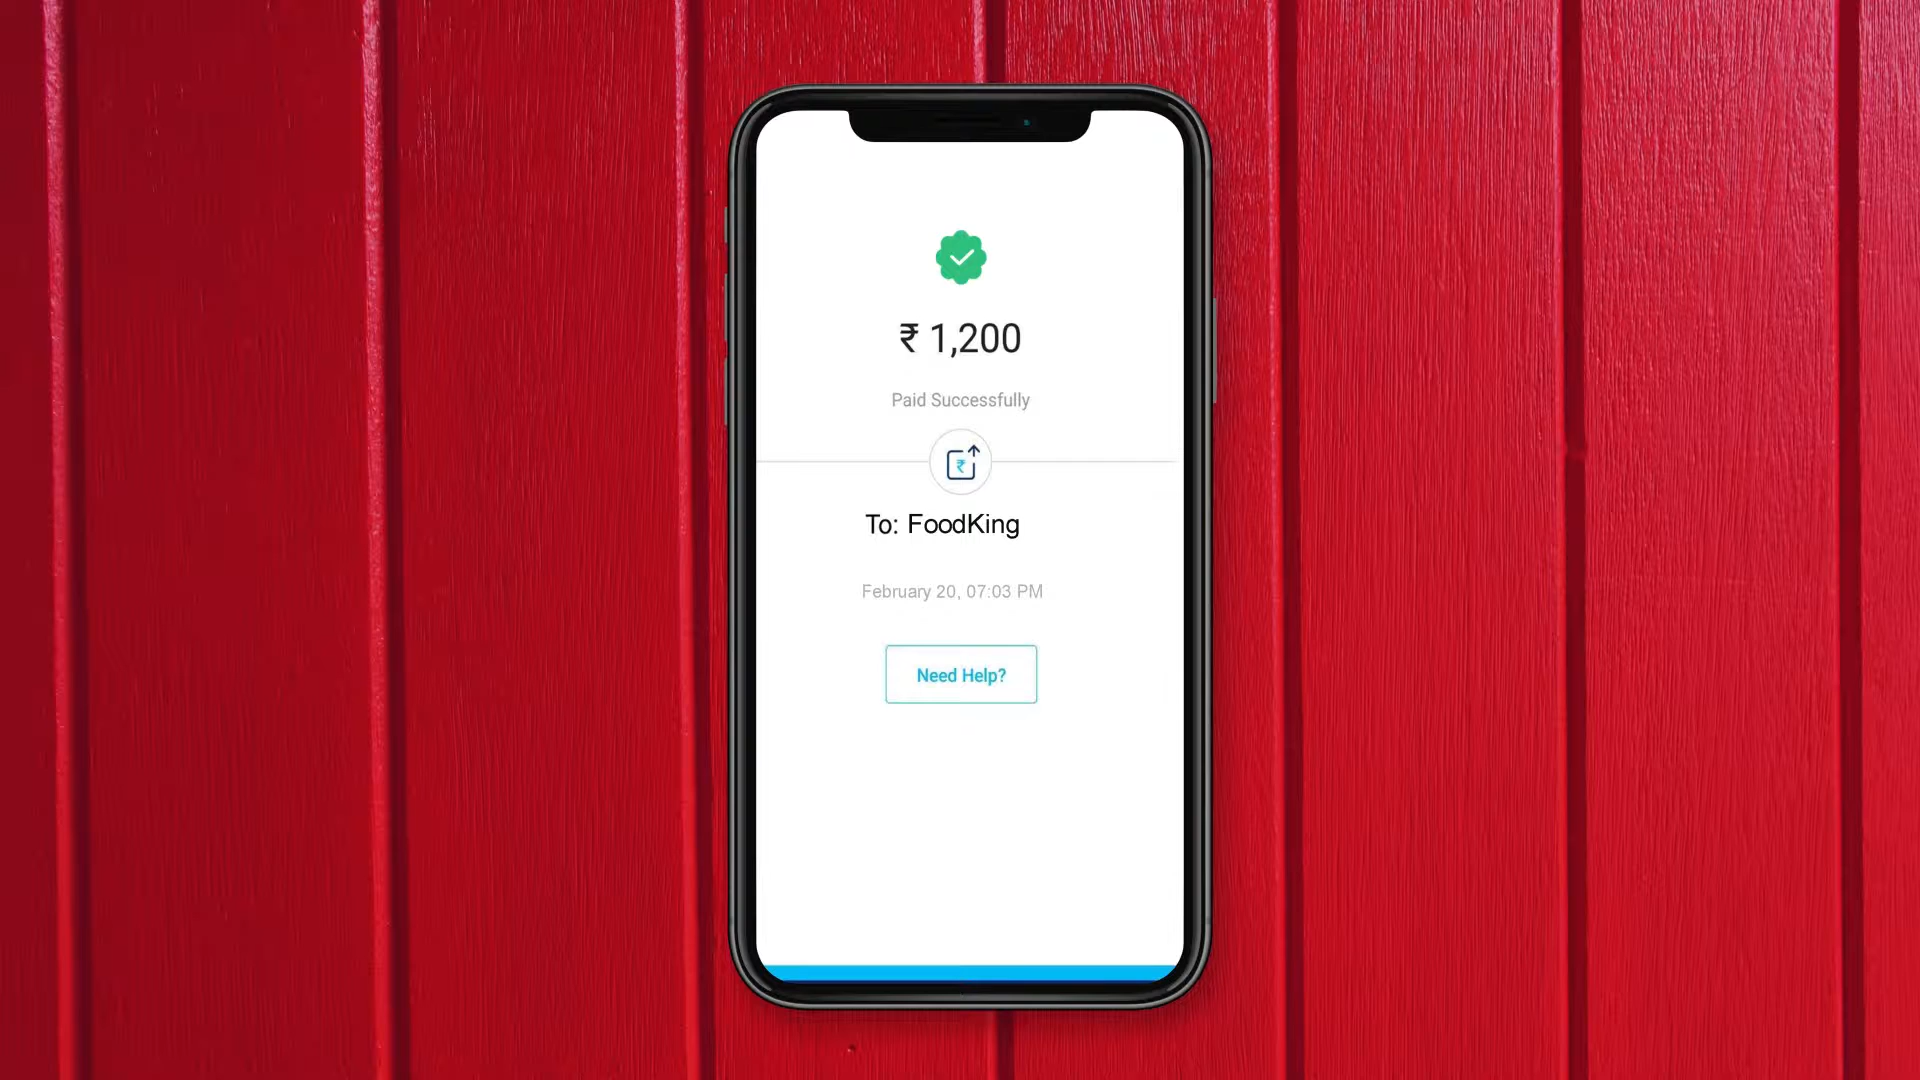 ₹ 1,200
Paid Successfully
₹
To: FoodKing
February 20, 07:03 PM
Need Help?